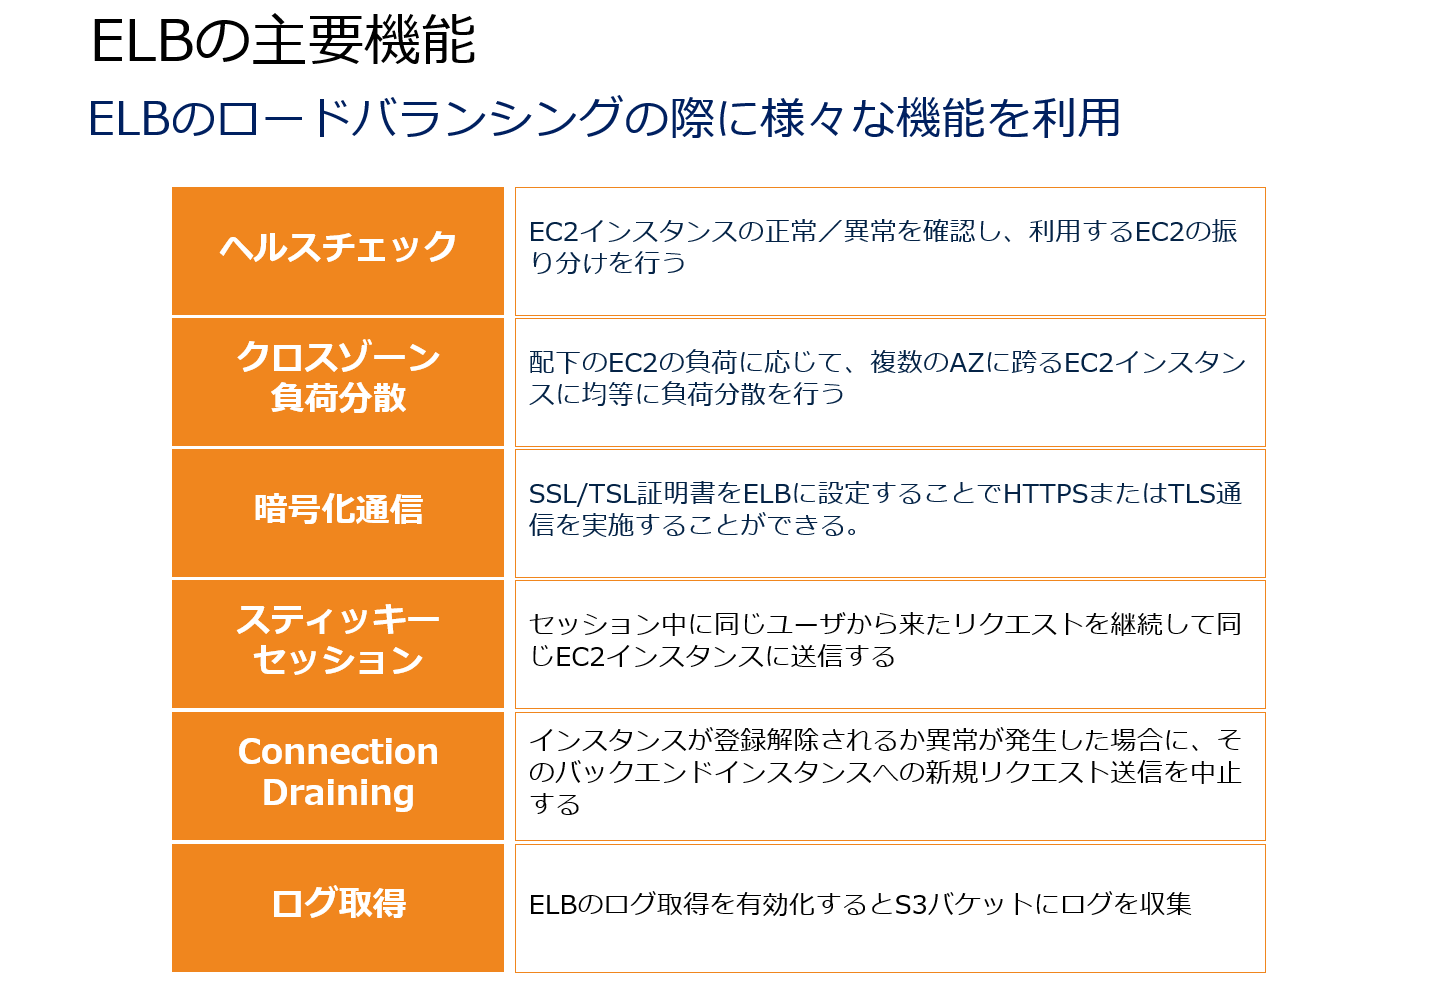 ELBの主要機能
ELBのロードバランシングの際に様々な機能を利用
ヘルスチェック
EC2インスタンスの正常／異常を確認し、利用するEC2の振
り分けを行う
クロスゾーン
負荷分散
配下のEC2の負荷に応じて、複数のAZに跨るEC2インスタン
スに均等に負荷分散を行う
暗号化通信
SSL/TSL証明書をELBに設定することでHTTPSまたはTLS通
信を実施することができる。
スティッキー
セッション
セッション中に同じユーザから来たリクエストを継続して同
じEC2インスタンスに送信する
Connection
Draining
インスタンスが登録解除されるか異常が発生した場合に、そ
のバックエンドインスタンスへの新規リクエスト送信を中止
する
ログ取得
ELBのログ取得を有効化するとS3バケットにログを収集